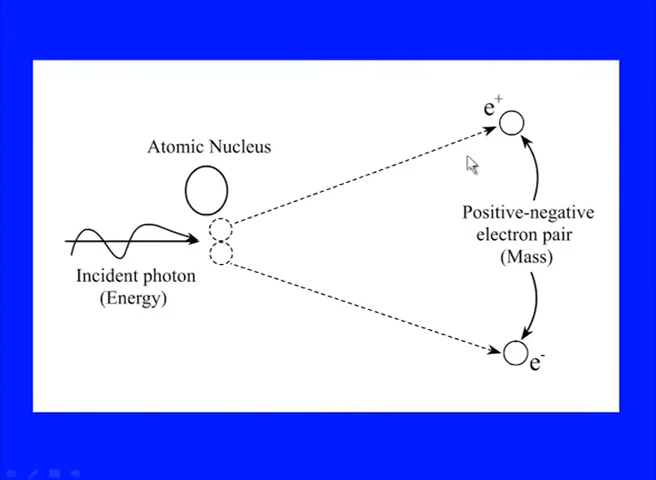 e+
Atomic Nucleus
Positive-negative
electron pair
(Mass)
Incident photon
(Energy)
e-